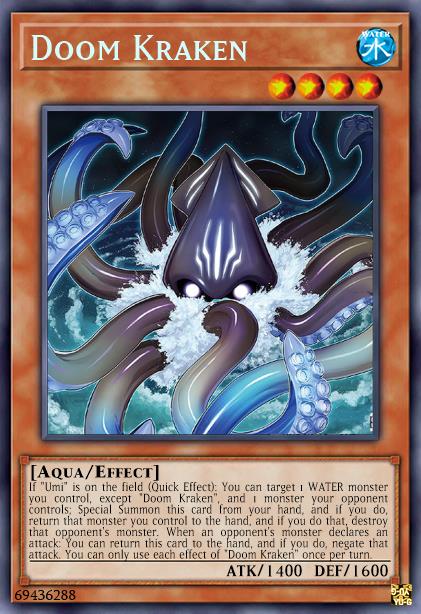 Doom Kraken
WATER
水
[Aqua/Effect]
If "Umi" is on the field (Quick Effect): You can target 1 WATER monster
you control, except "Doom Kraken", and 1 monster your opponent
controls; Special Summon this card from your hand, and if you do,
return that monster you control to the hand, and if you do that, destroy
that opponent's monster. When an opponent's monster declares an
attack: You can return this card to the hand, and if you do, negate that
attack. You can only use each effect of "Doom Kraken" once per turn.
ATK/1400 DEF/1600
69436288